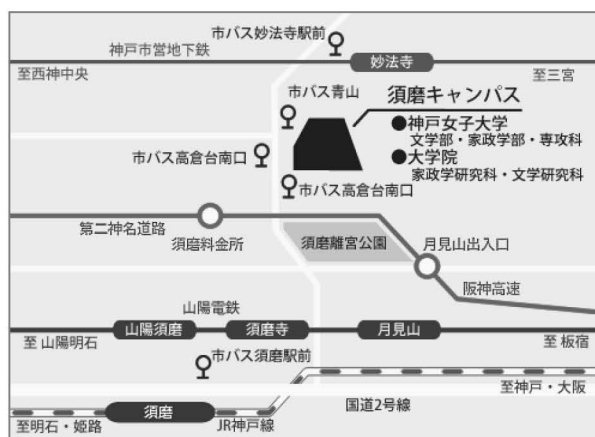 市バス妙法寺駅前
神戸市営地下鉄
妙法寺
至西神中央
至三宮
市バス青山
須磨キャンパス
●神戸女子大学
文学部・家政学部・専攻科
●大学院
家政学研究科・文学研究科
市バス高倉台南口
市バス高倉台南口
第二神名道路
須磨料金所
須磨離宮公園
月見山出入口
阪神高速
山陽電鉄
山陽須磨
須磨寺
月見山
至 山陽明石
至 板宿
市バス須磨駅前
至神戸・大阪
国道2号線
須磨
至明石・姫路
JR神戸線